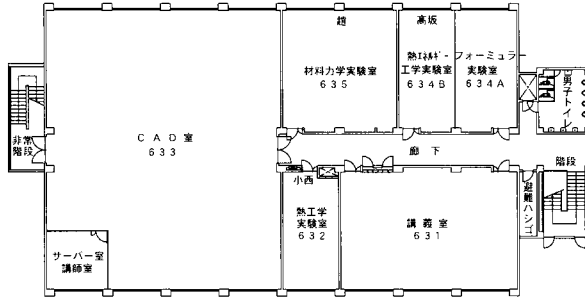 鎧
材料力学実験室
635
高坂
熱エネルギー
工学実験室
634B
フォーミュラー
実験室
634A
男子トイレ
非常
階段
CAD室
633
廊下
階段
小西
熱工学
実験室
632
講義室
631
避難ハシゴ
サーバー室
講師室